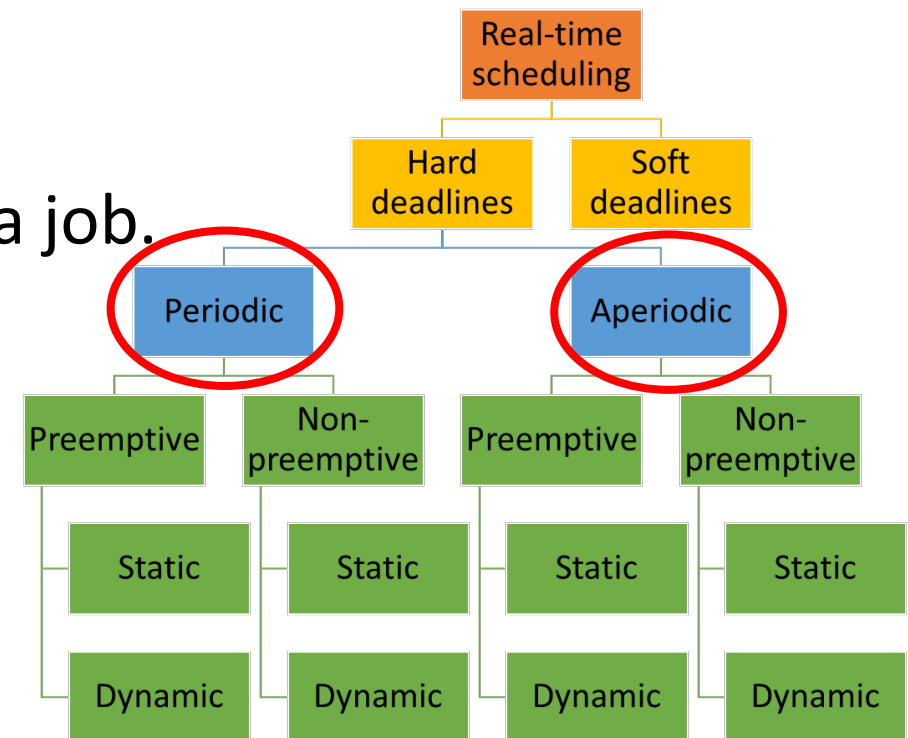 Real-time
scheduling
Hard
deadlines
Soft
deadlines
a job.
Periodic
Aperiodic
Preemptive
Non-
preemptive
Preemptive
Non-
preemptive
Static
Static
Static
Static
Dynamic
Dynamic
Dynamic
Dynamic